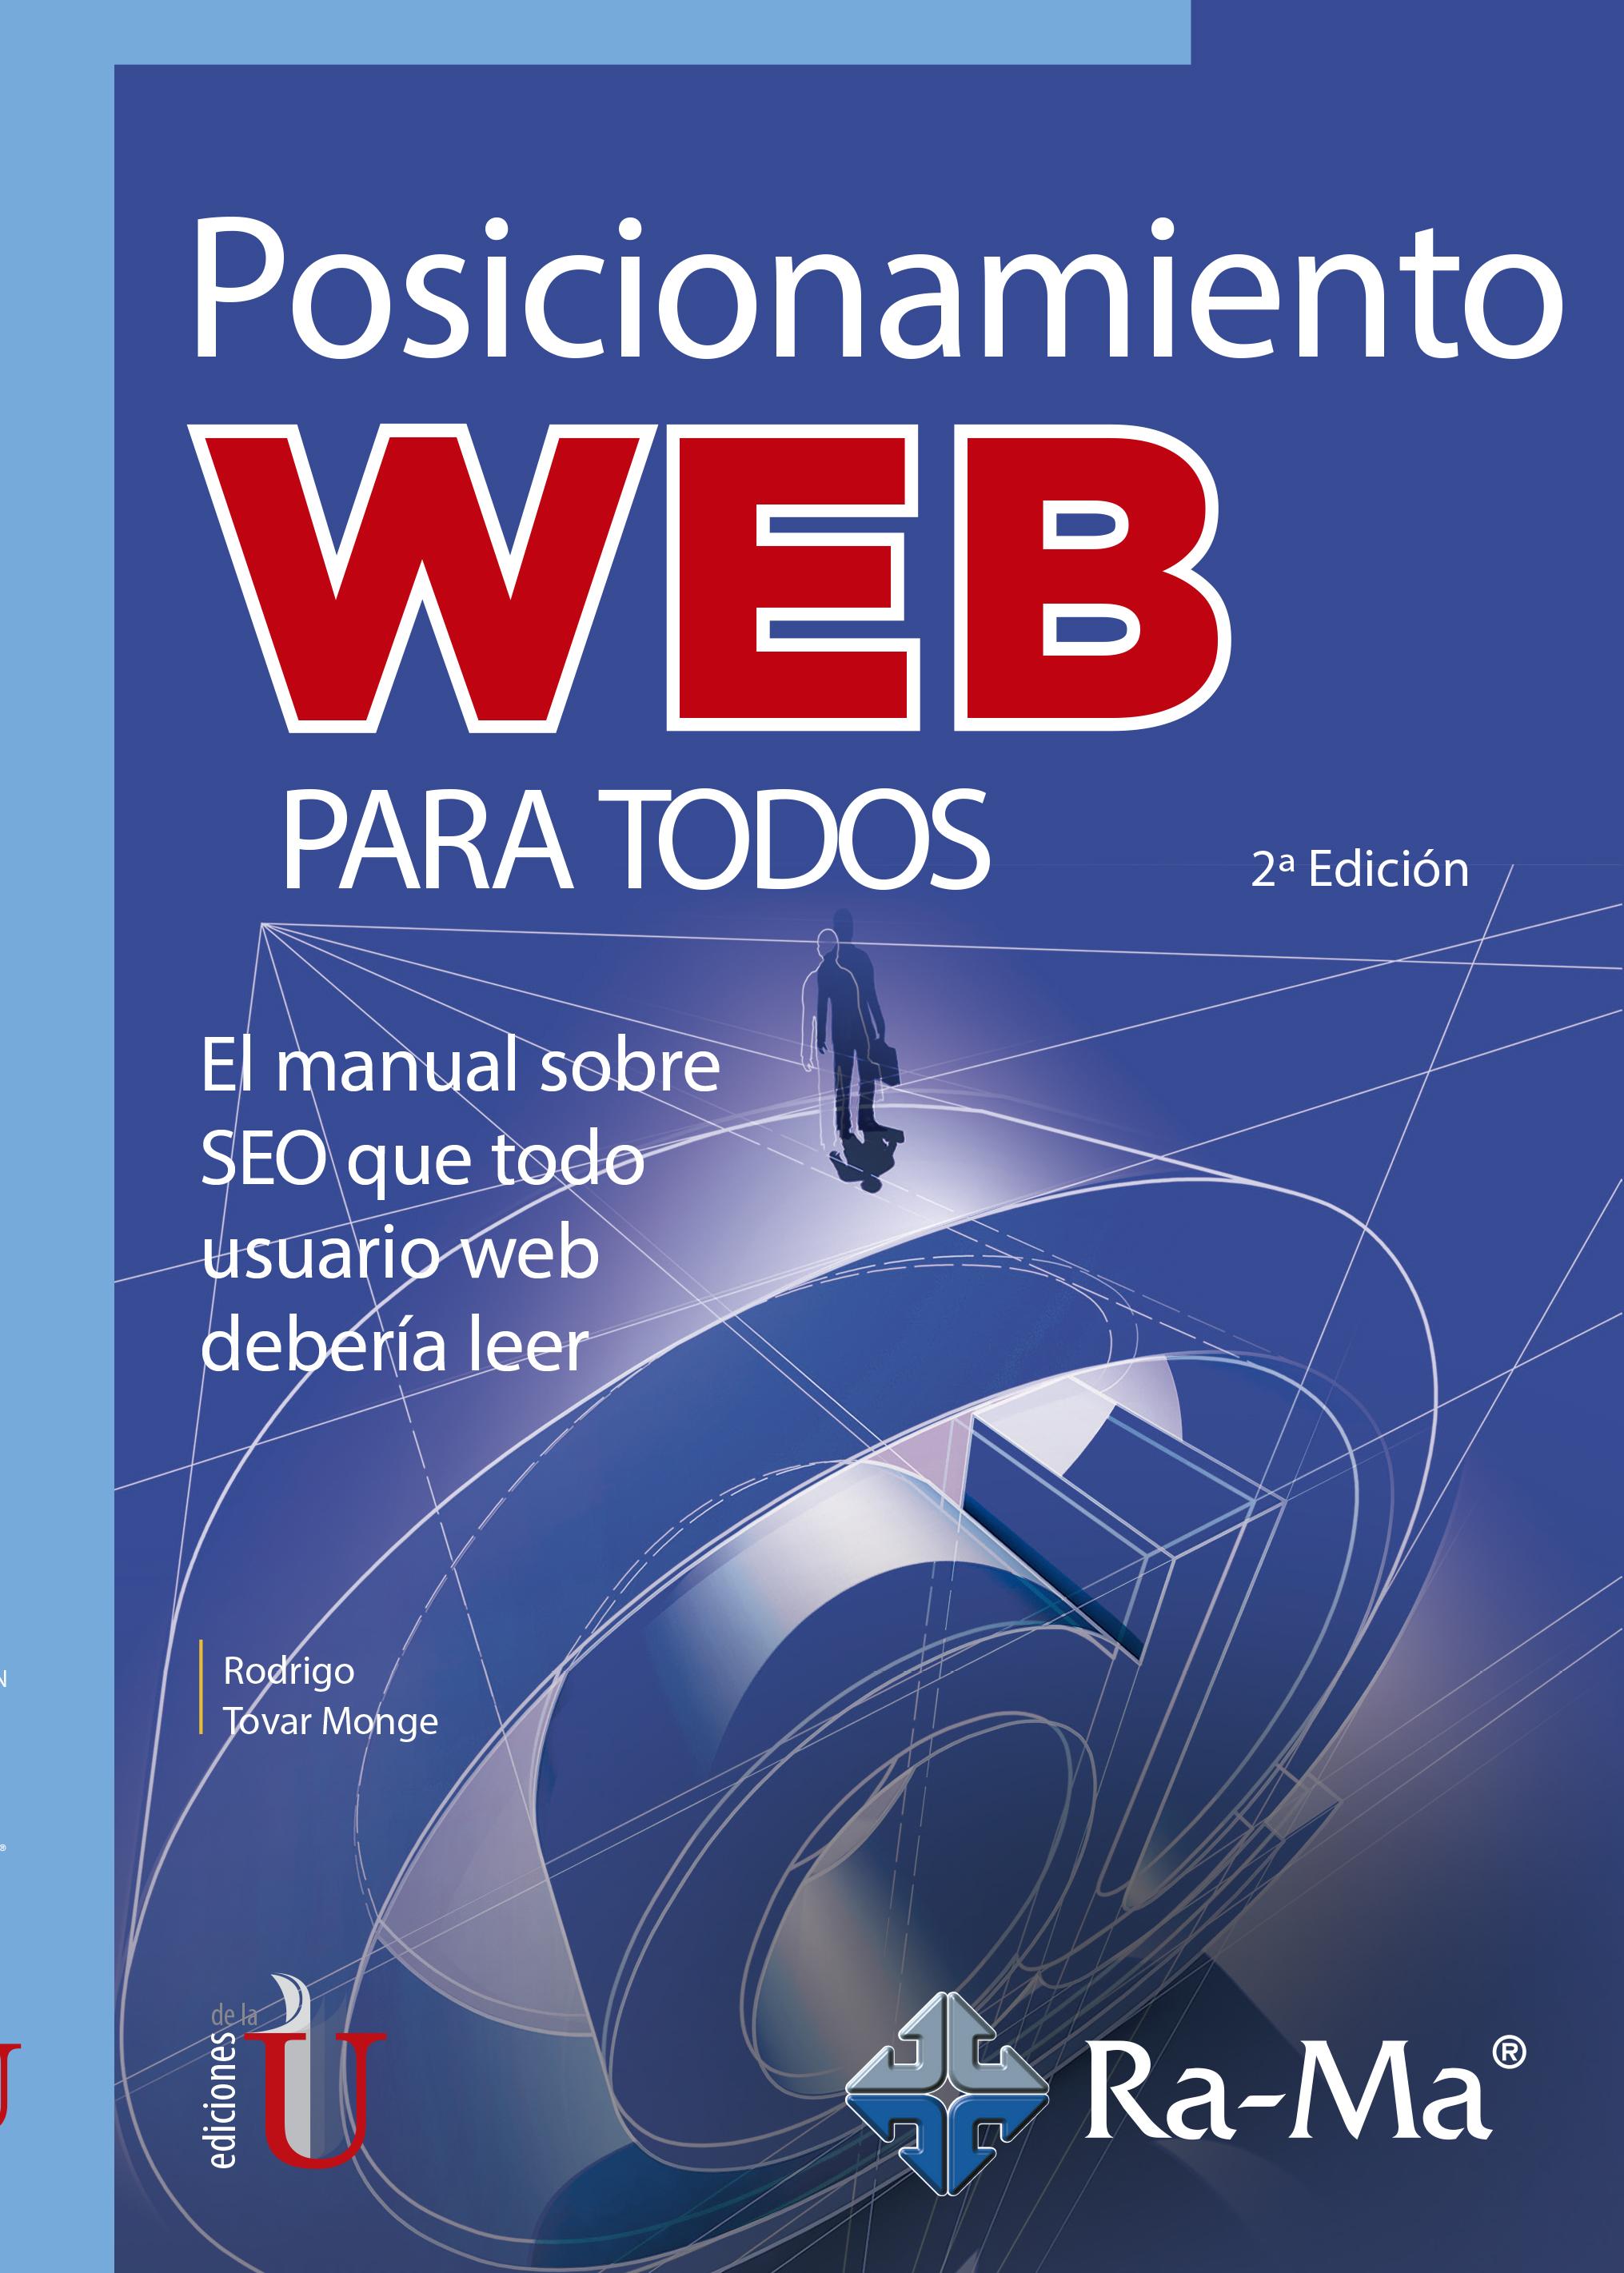 Posicionamiento
WEB
PARA TODOS
2ª Edición
El manual sobre
SEO que todo
usuario web
debería leer
Rodrigo
Tovar Monge
ediciones
de la
U
Ra-Ma®
N
®
U